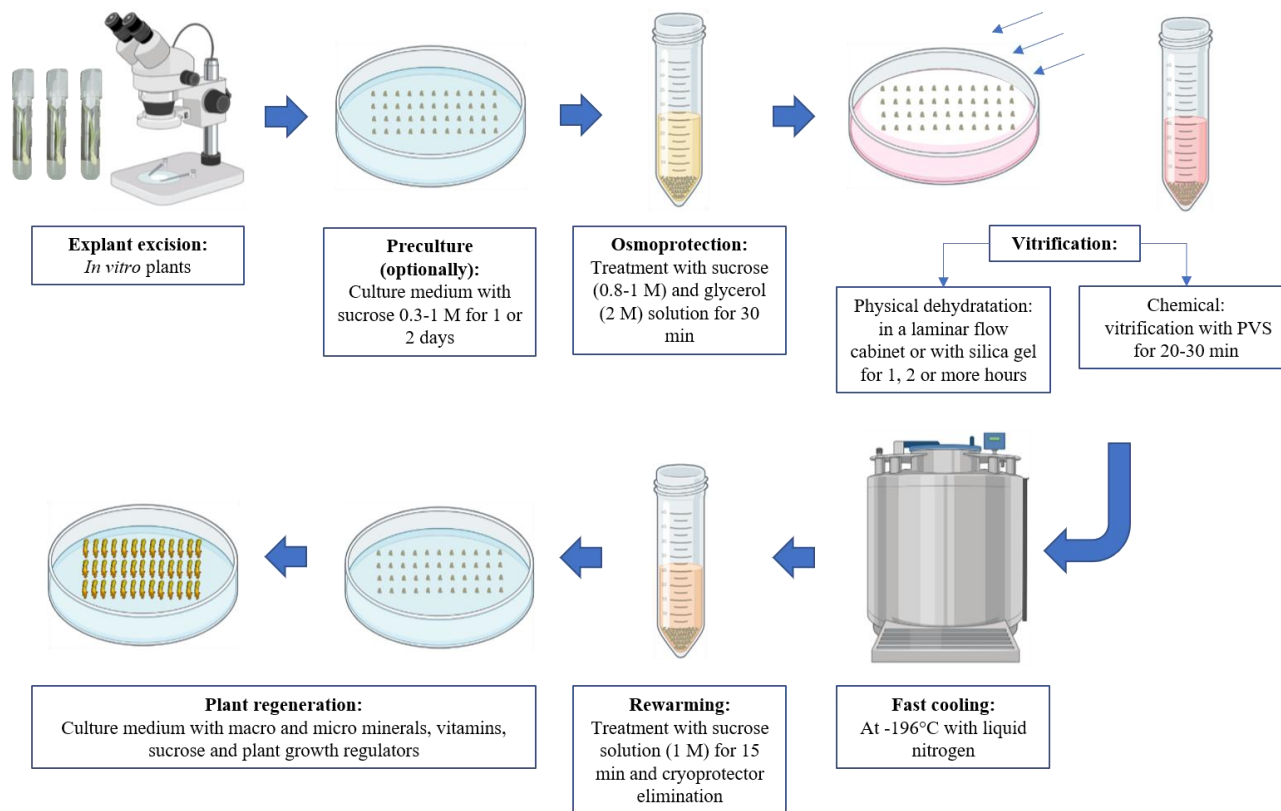 Explant excision:
In vitro plants
Preculture
(optionally):
Culture medium with
sucrose 0.3-1 M for 1 or
2 days
Osmoprotection:
Treatment with sucrose
(0.8-1 M) and glycerol
(2 M) solution for 30
min
Vitrification:
Physical dehydratation:
in a laminar flow
cabinet or with silica gel
for 1, 2 or more hours
Chemical:
vitrification with PVS
for 20-30 min
Plant regeneration:
Culture medium with macro and micro minerals, vitamins,
sucrose and plant growth regulators
Rewarming:
Treatment with sucrose
solution (1 M) for 15
min and cryoprotector
elimination
Fast cooling:
At -196°C with liquid
nitrogen